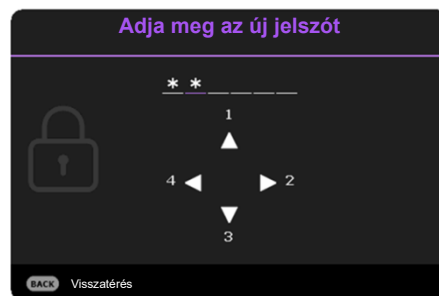 Adja meg az új jelszót
* * _ _ _ _
1
4 2
3
BACK Visszatérés